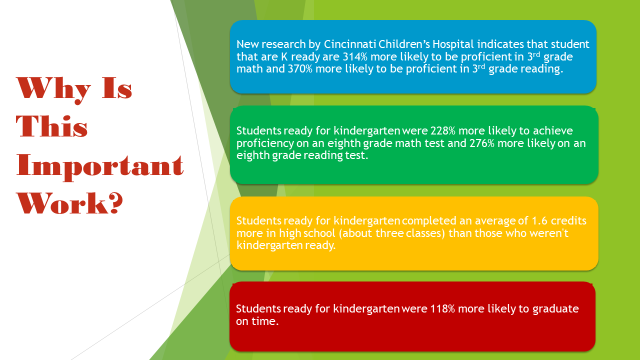 Why Is
This
Important
Work?
New research by Cincinnati Children's Hospital indicates that student
that are K ready are 314% more likely to be proficient in 3rd grade
math and 370% more likely to be proficient in 3rd grade reading.
Students ready for kindergarten were 228% more likely to achieve
proficiency on an eighth grade math test and 276% more likely on an
eighth grade reading test.
Students ready for kindergarten completed an average of 1.6 credits
more in high school (about three classes) than those who weren't
kindergarten ready.
Students ready for kindergarten were 118% more likely to graduate
on time.